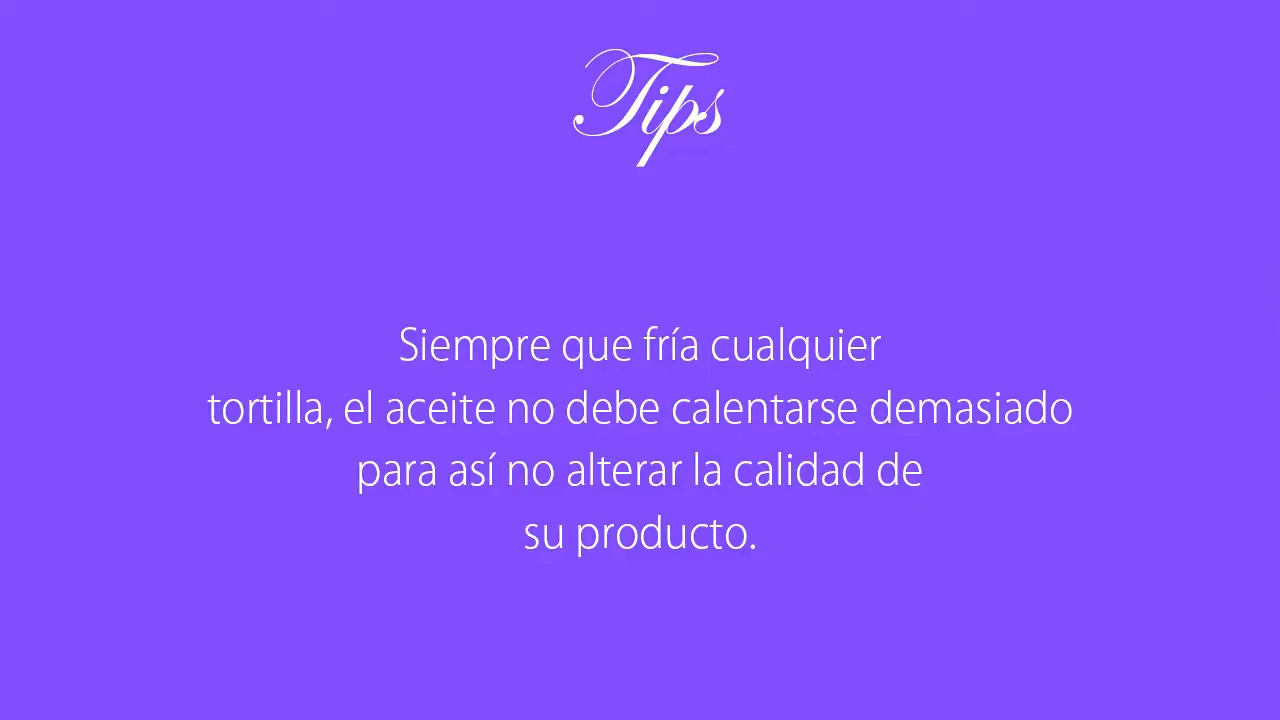 Tips
Siempre que fría cualquier
tortilla, el aceite no debe calentarse demasiado
para así no alterar la calidad de
su producto.